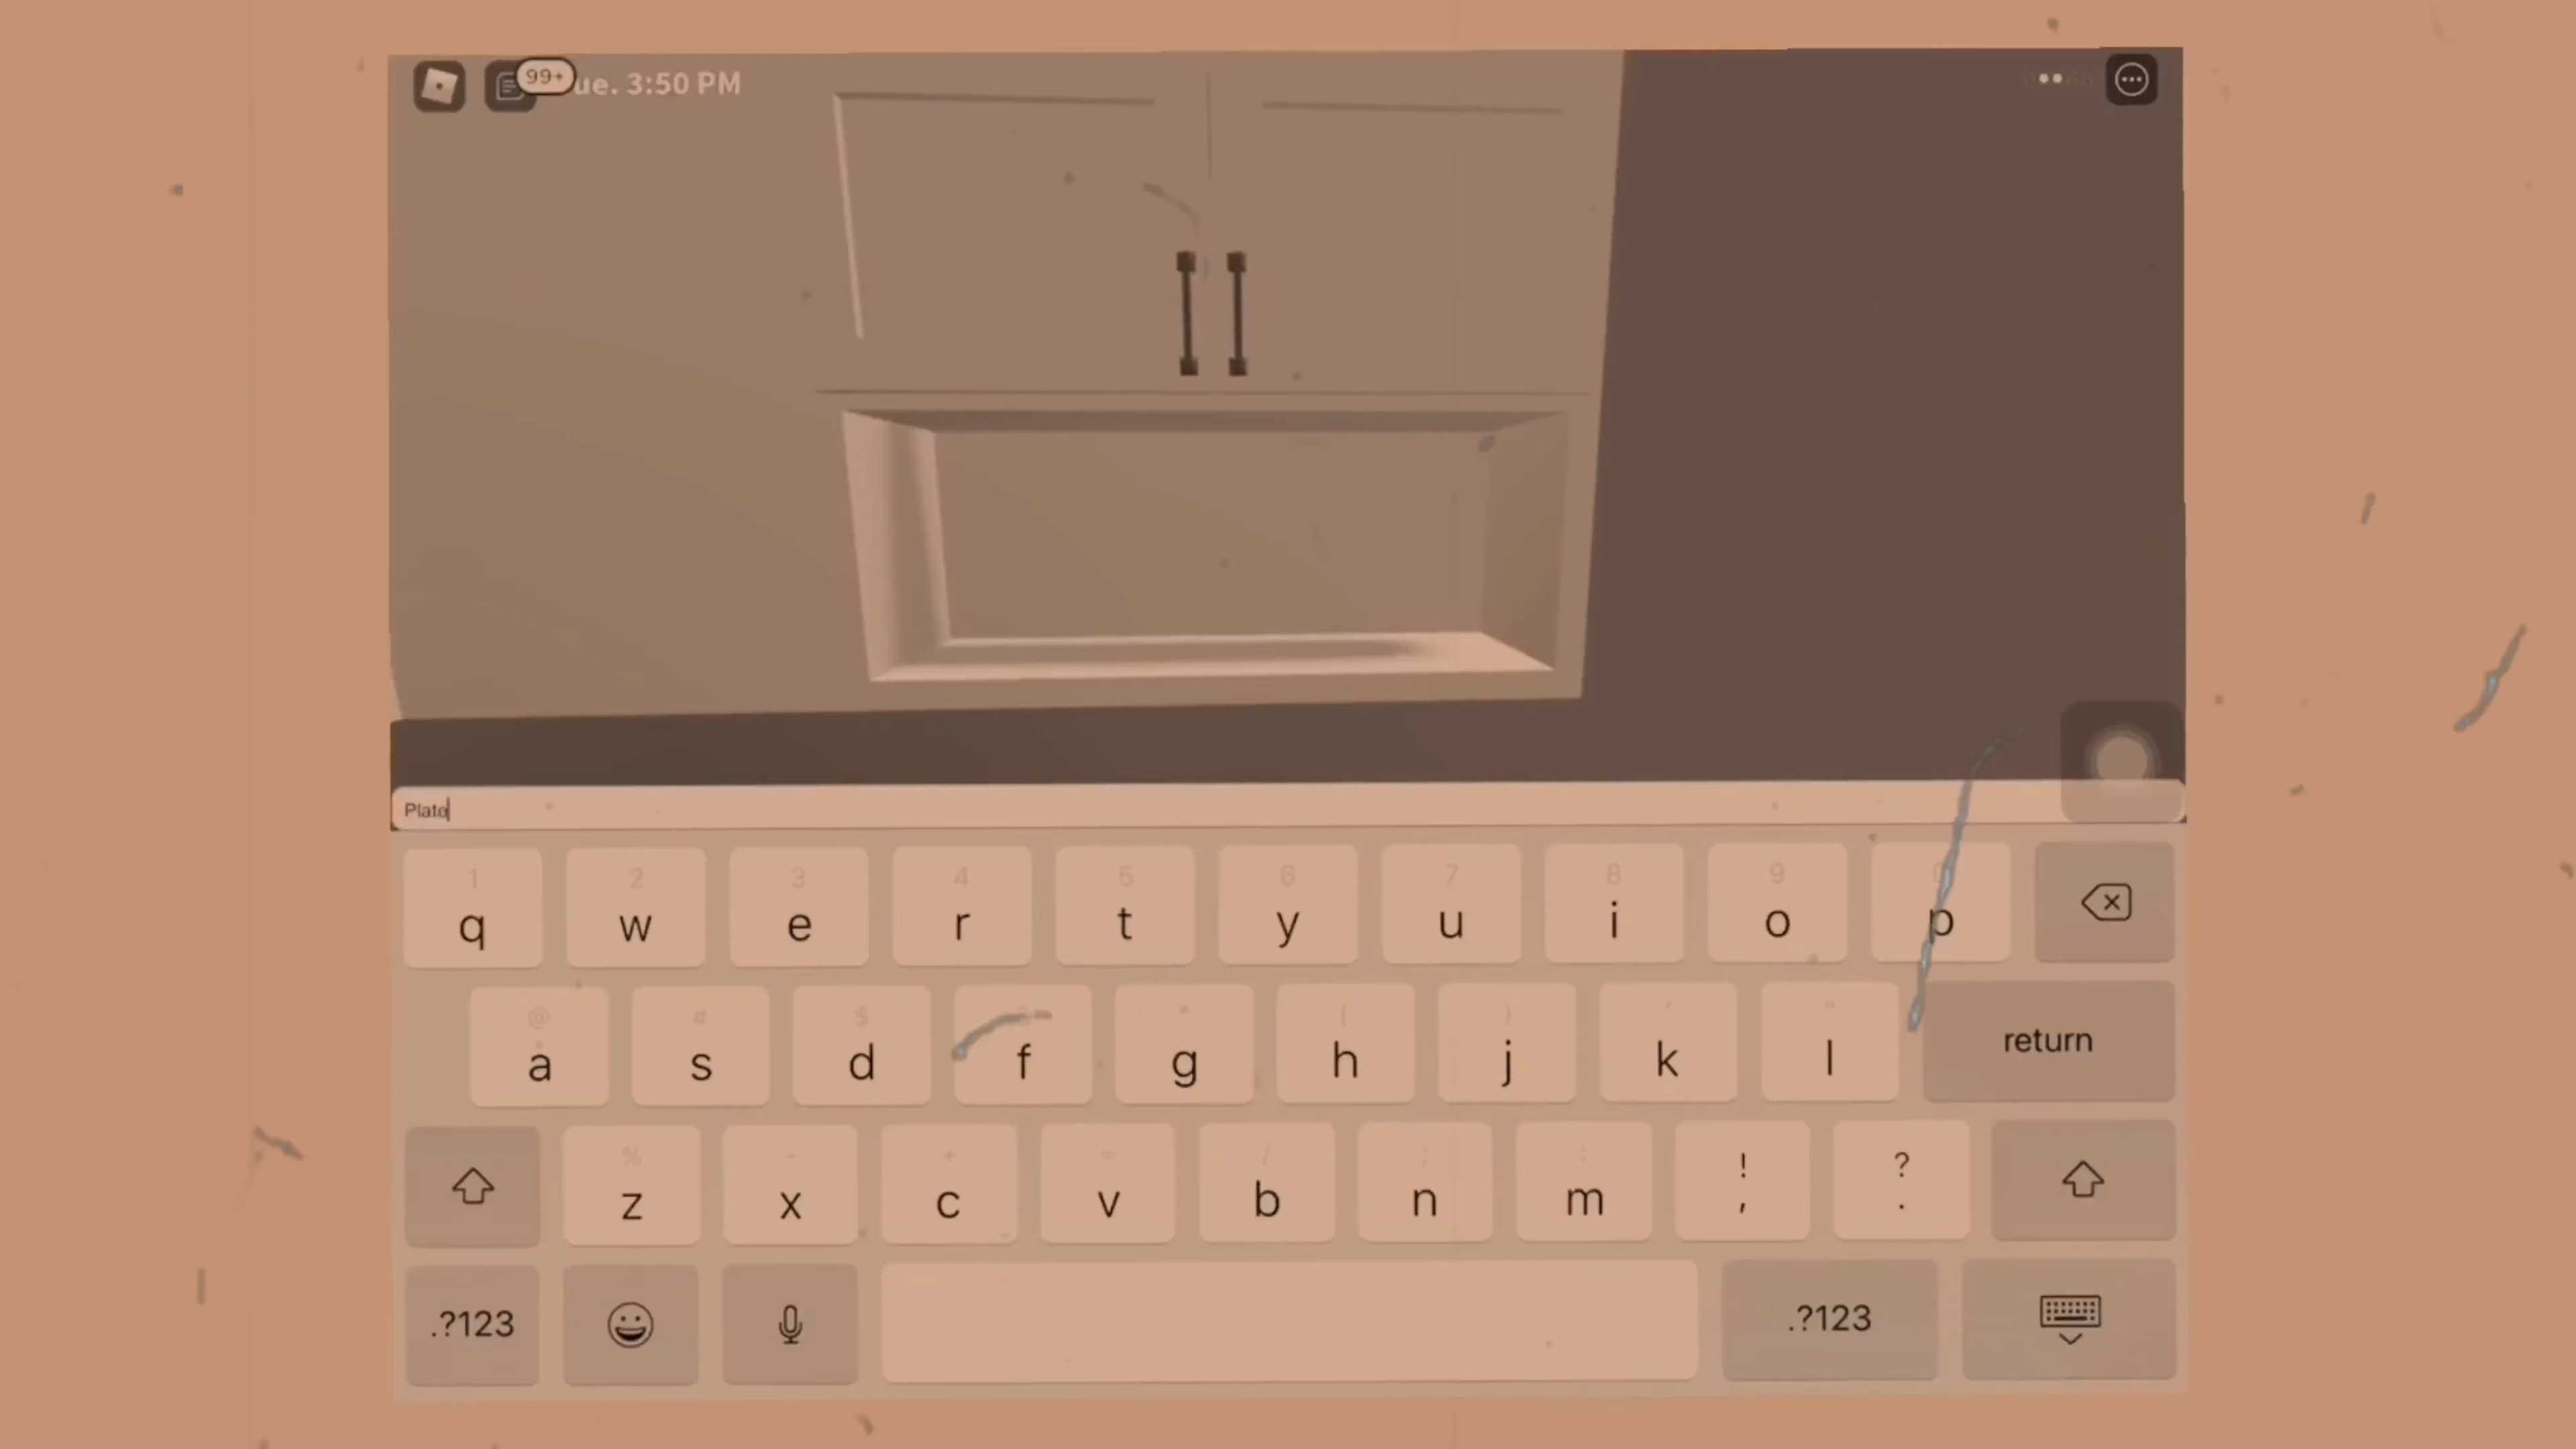 99+
ue. 3:50 PM
Plate
1 2 3 4 5 6 7 8 9
q w e r t y u i o p
@ # $ * ( ) ' "
a s d f g h j k l return
% - + = / ; :
z x c v b n m ! , ? .
.?123 .?123